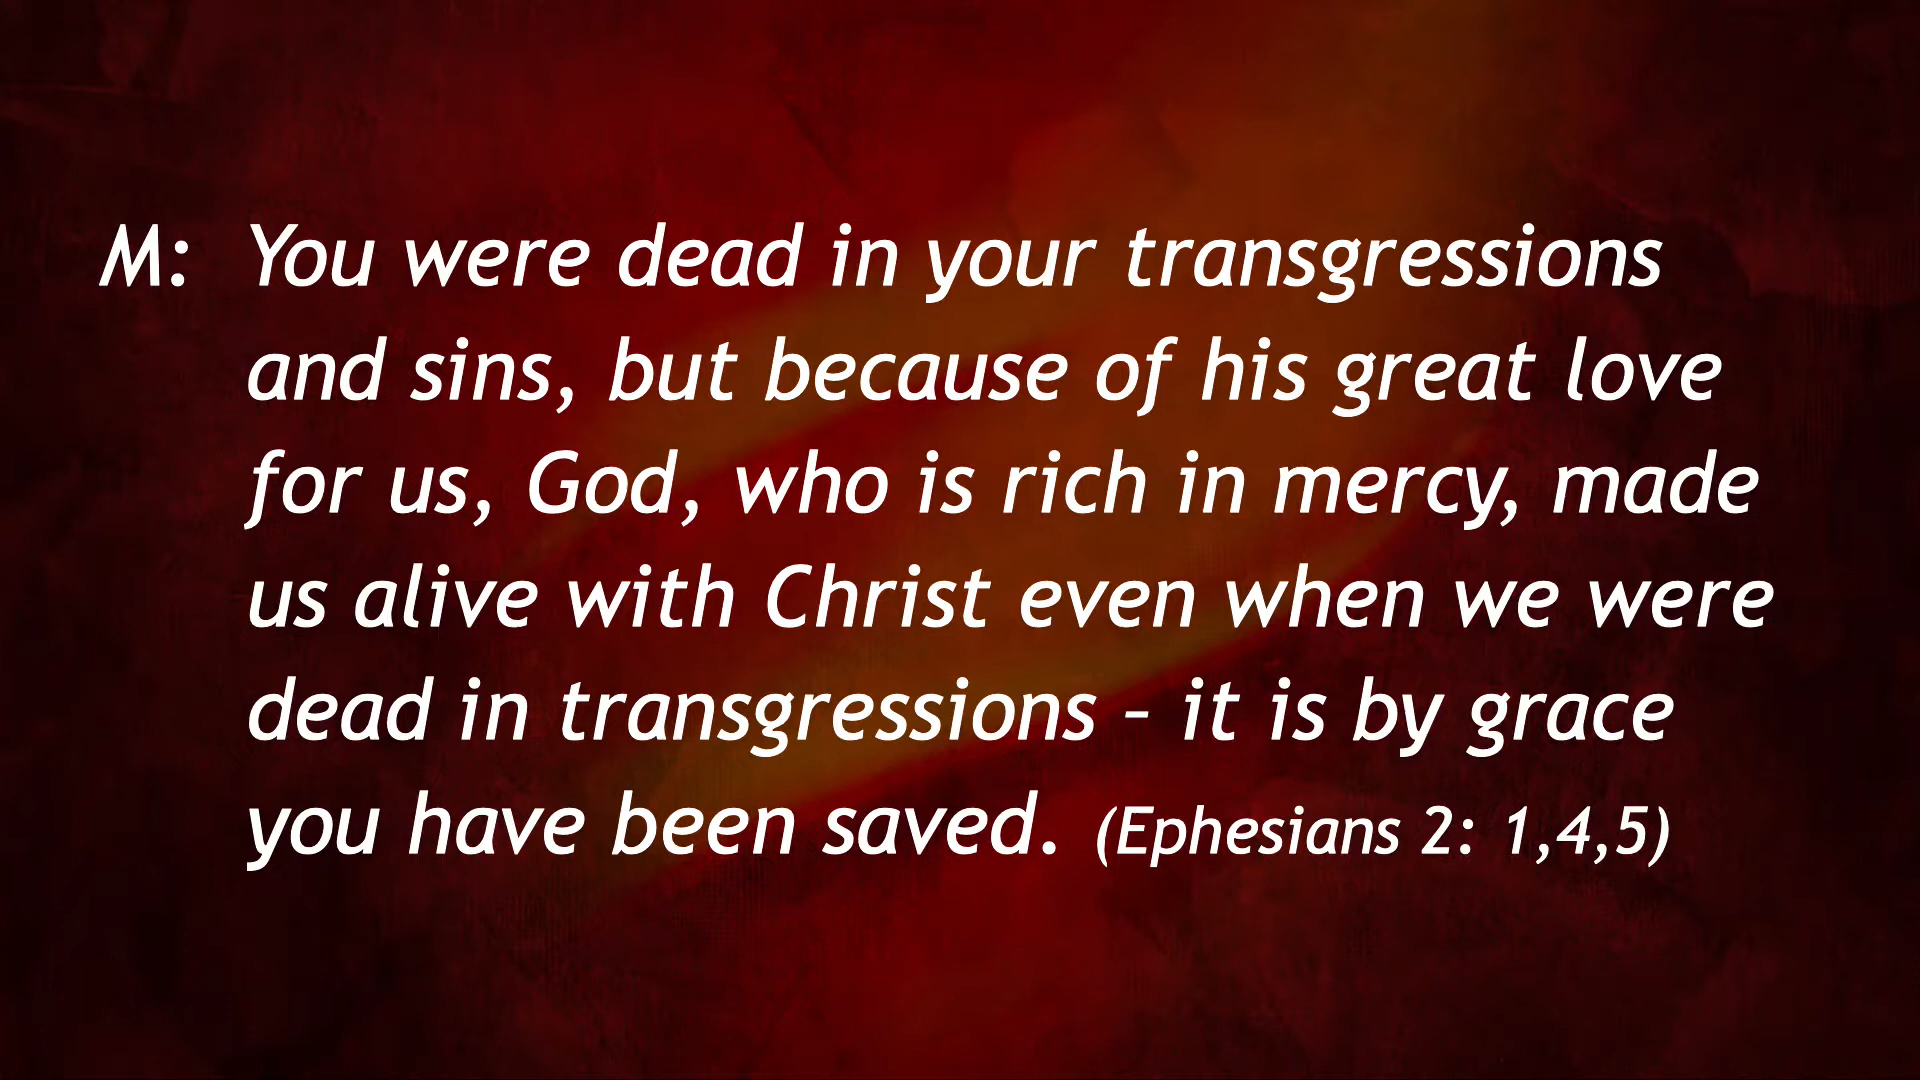 M: You were dead in your transgressions
and sins, but because of his great love
for us, God, who is rich in mercy, made
us alive with Christ even when we were
dead in transgressions – it is by grace
you have been saved. (Ephesians 2: 1,4,5)